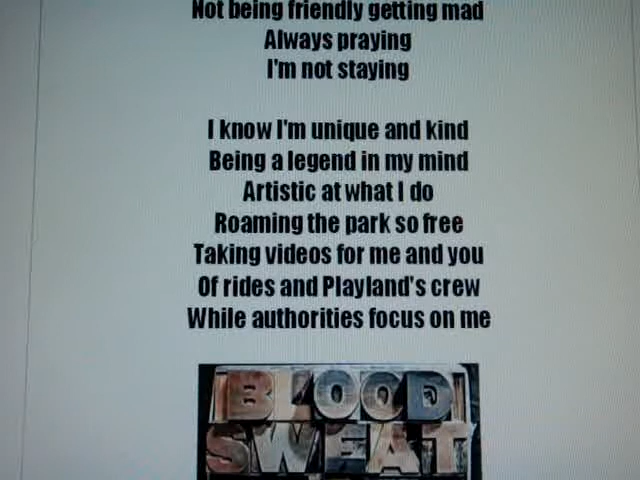 Not being friendly getting mad
Always praying
I'm not staying
I know I'm unique and kind
Being a legend in my mind
Artistic at what I do
Roaming the park so free
Taking videos for me and you
Of rides and Playland's crew
While authorities focus on me
BLOOD
SWEAT